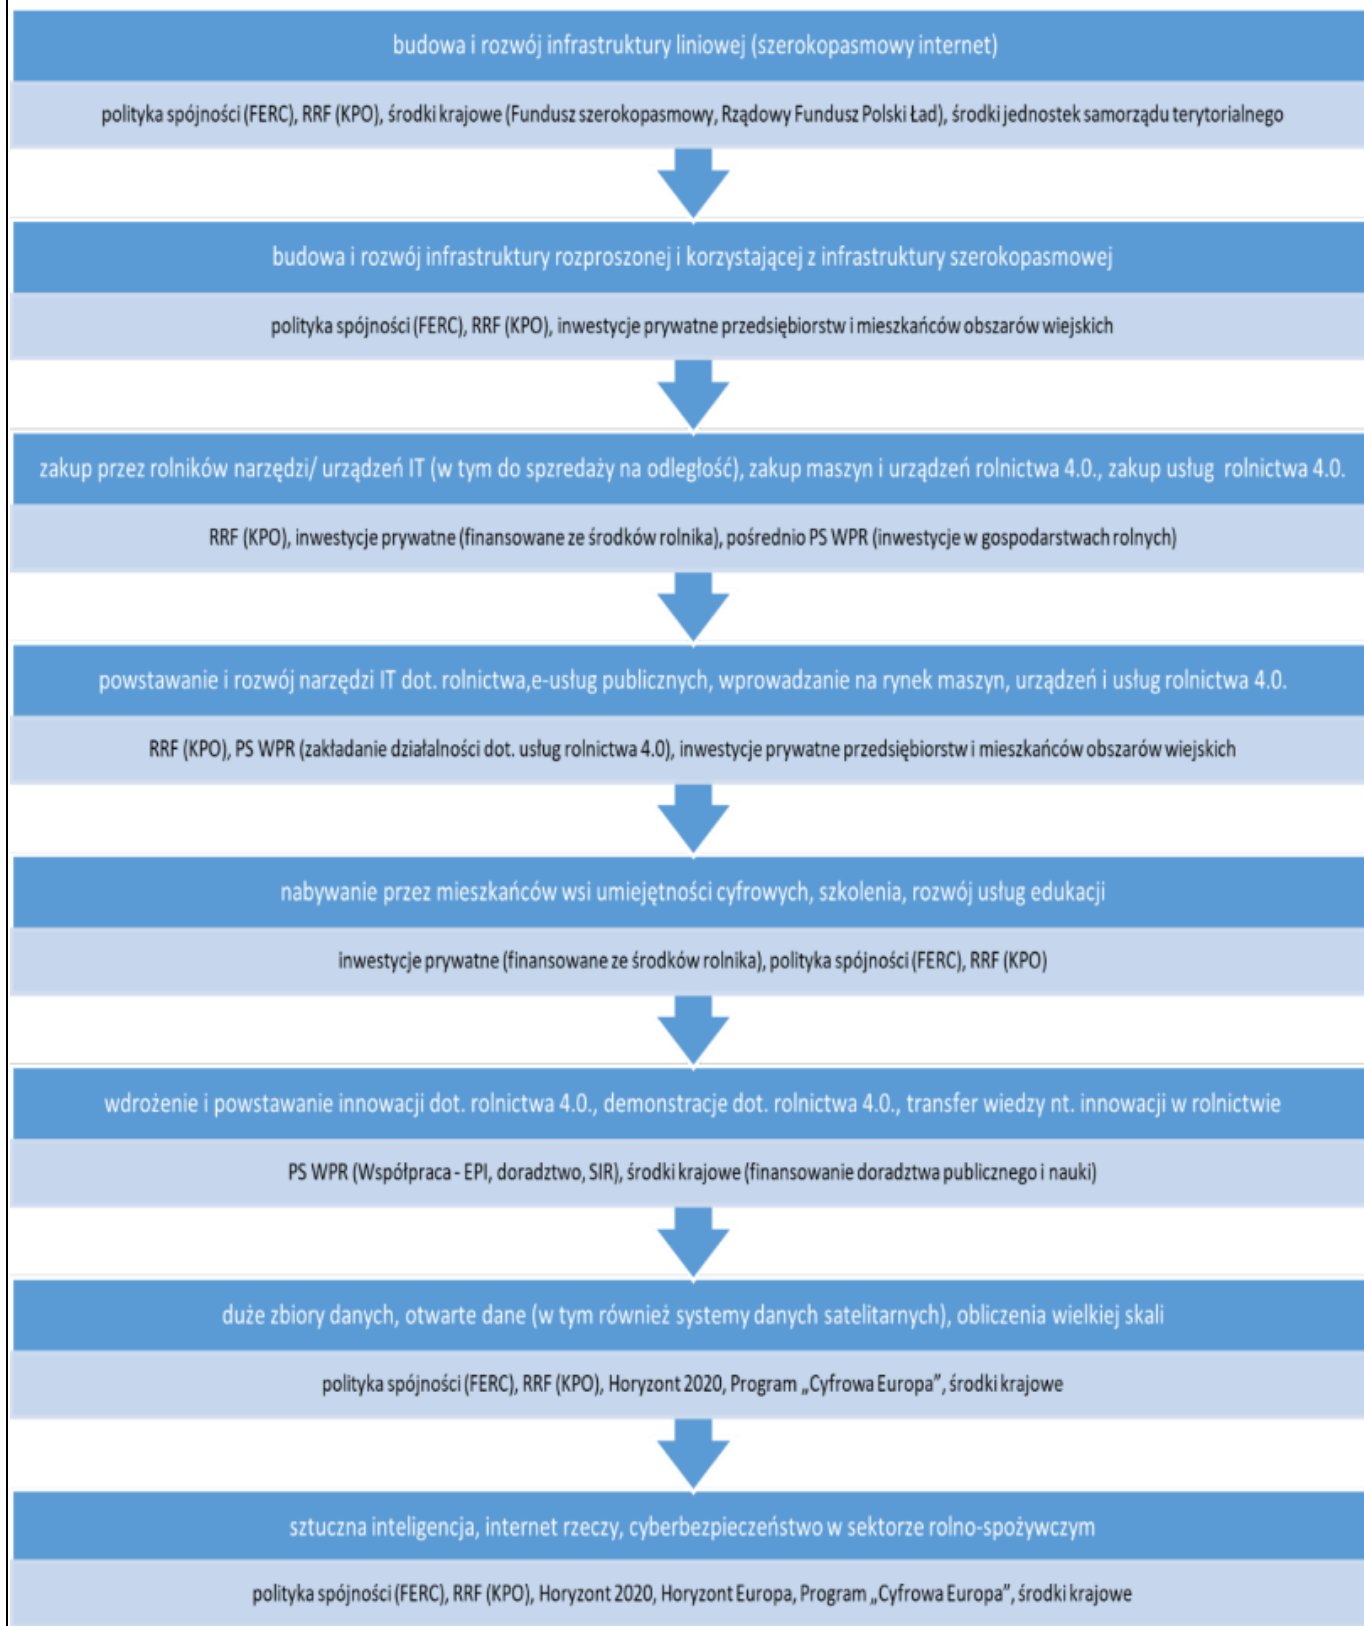 budowa i rozwój infrastruktury liniowej (szerokopasmowy internet)
polityka spójności (FERC), RRF (KPO), środki krajowe (Fundusz szerokopasmowy, Rządowy Fundusz Polski Ład), środki jednostek samorządu terytorialnego
budowa i rozwój infrastruktury rozproszonej i korzystającej z infrastruktury szerokopasmowej
polityka spójności (FERC), RRF (KPO), inwestycje prywatne przedsiębiorstw i mieszkańców obszarów wiejskich
zakup przez rolników narzędzi/ urządzeń IT (w tym do spzredaży na odległość), zakup maszyn i urządzeń rolnictwa 4.0., zakup usług rolnictwa 4.0.
RRF (KPO), inwestycje prywatne (finansowane ze środków rolnika), pośrednio PS WPR (inwestycje w gospodarstwach rolnych)
powstawanie i rozwój narzędzi IT dot. rolnictwa,e-usług publicznych, wprowadzanie na rynek maszyn, urządzeń i usług rolnictwa 4.0.
RRF (KPO), PS WPR (zakładanie działalności dot. usług rolnictwa 4.0), inwestycje prywatne przedsiębiorstw i mieszkańców obszarów wiejskich
nabywanie przez mieszkańców wsi umiejętności cyfrowych, szkolenia, rozwój usług edukacji
inwestycje prywatne (finansowane ze środków rolnika), polityka spójności (FERC), RRF (KPO)
wdrożenie i powstawanie innowacji dot. rolnictwa 4.0., demonstracje dot. rolnictwa 4.0., transfer wiedzy nt. innowacji w rolnictwie
PS WPR (Współpraca - EPI, doradztwo, SIR), środki krajowe (finansowanie doradztwa publicznego i nauki)
duże zbiory danych, otwarte dane (w tym również systemy danych satelitarnych), obliczenia wielkiej skali
polityka spójności (FERC), RRF (KPO), Horyzont 2020, Program „Cyfrowa Europa”, środki krajowe
sztuczna inteligencja, internet rzeczy, cyberbezpieczeństwo w sektorze rolno-spożywczym
polityka spójności (FERC), RRF (KPO), Horyzont 2020, Horyzont Europa, Program „Cyfrowa Europa”, środki krajowe